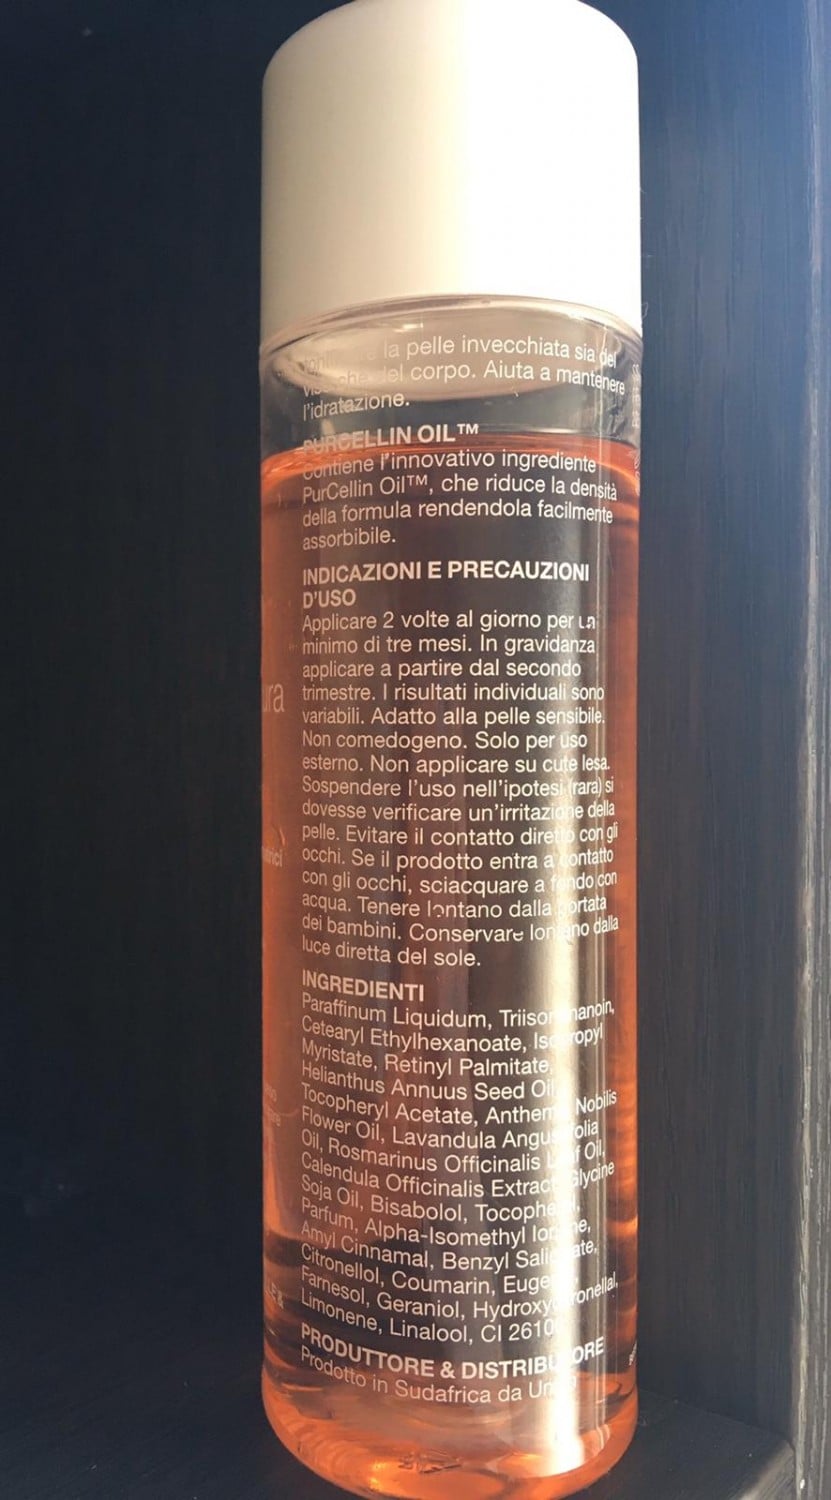 la pelle invecchiata sia del
che del corpo. Aiuta a mantenere
l'idratazione.
PURCELLIN OIL™
Contiene l'innovativo ingrediente
PurCellin Oil™, che riduce la densità
della formula rendendola facilmente
assorbibile.
INDICAZIONI E PRECAUZIONI
D'USO
Applicare 2 volte al giorno per un
minimo di tre mesi. In gravidanza
applicare a partire dal secondo
trimestre. I risultati individuali sono
variabili. Adatto alla pelle sensibile.
Non comedogeno. Solo per uso
esterno. Non applicare su cute lesa.
Sospendere l'uso nell'ipotesi (rara) si
dovesse verificare un'irritazione della
pelle. Evitare il contatto diretto con gli
occhi. Se il prodotto entra a contatto
con gli occhi, sciacquare a fondo con
acqua. Tenere lontano dalla portata
dei bambini. Conservare lontano dalla
luce diretta del sole.
INGREDIENTI
Paraffinum Liquidum, Triisononanoin,
Cetearyl Ethylhexanoate, Isopropyl
Myristate, Retinyl Palmitate,
Helianthus Annuus Seed Oil,
Tocopheryl Acetate, Anthemis Nobilis
Flower Oil, Lavandula Angustifolia
Oil, Rosmarinus Officinalis Leaf Oil,
Calendula Officinalis Extract, Glycine
Soja Oil, Bisabolol, Tocopherol,
Parfum, Alpha-Isomethyl Ionone,
Amyl Cinnamal, Benzyl Salicylate,
Citronellol, Coumarin, Eugenol,
Farnesol, Geraniol, Hydroxycitronellal,
Limonene, Linalool, CI 26100
PRODUTTORE & DISTRIBUTORE
Prodotto in Sudafrica da Union